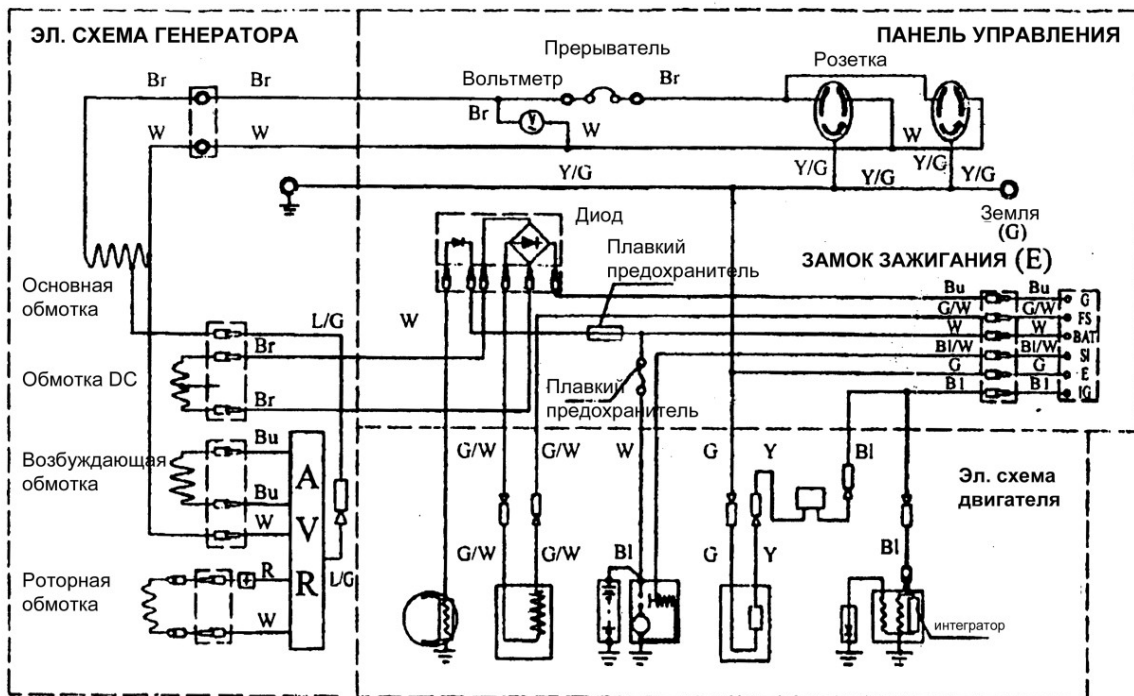 ЭЛ. СХЕМА ГЕНЕРАТОРА
ПАНЕЛЬ УПРАВЛЕНИЯ
Прерыватель
Вольтметр
Розетка
Br
Br
Br
Br
V
W
W
W
W
Y/G
Y/G
Y/G
Y/G
Y/G
Земля
(G)
Диод
Плавкий
предохранитель
ЗАМОК ЗАЖИГАНИЯ (E)
Основная
обмотка
L/G
W
Bu
Bu
G
G/W
G/W
FS
W
W
BAT
Bl/W
Bl/W
SI
G
G
E
Bl
Bl
IG
Br
Обмотка DC
Br
Плавкий
предохранитель
Возбуждающая
обмотка
Bu
Bu
W
A
V
R
L/G
Роторная
обмотка
R
W
G/W
G/W
W
G
Y
Bl
Эл. схема
двигателя
G/W
G/W
Bl
G
Y
Bl
интегратор